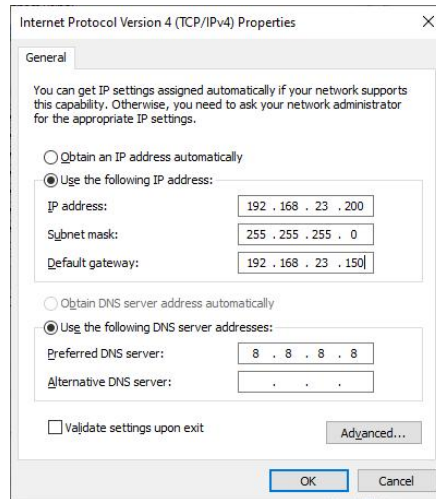 Internet Protocol Version 4 (TCP/IPv4) Properties
General
You can get IP settings assigned automatically if your network supports
this capability. Otherwise, you need to ask your network administrator
for the appropriate IP settings.
Obtain an IP address automatically
Use the following IP address:
IP address: 192 . 168 . 23 . 200
Subnet mask: 255 . 255 . 255 . 0
Default gateway: 192 . 168 . 23 . 150
Obtain DNS server address automatically
Use the following DNS server addresses:
Preferred DNS server: 8 . 8 . 8 . 8
Alternative DNS server: . . .
Validate settings upon exit
Advanced...
OK Cancel